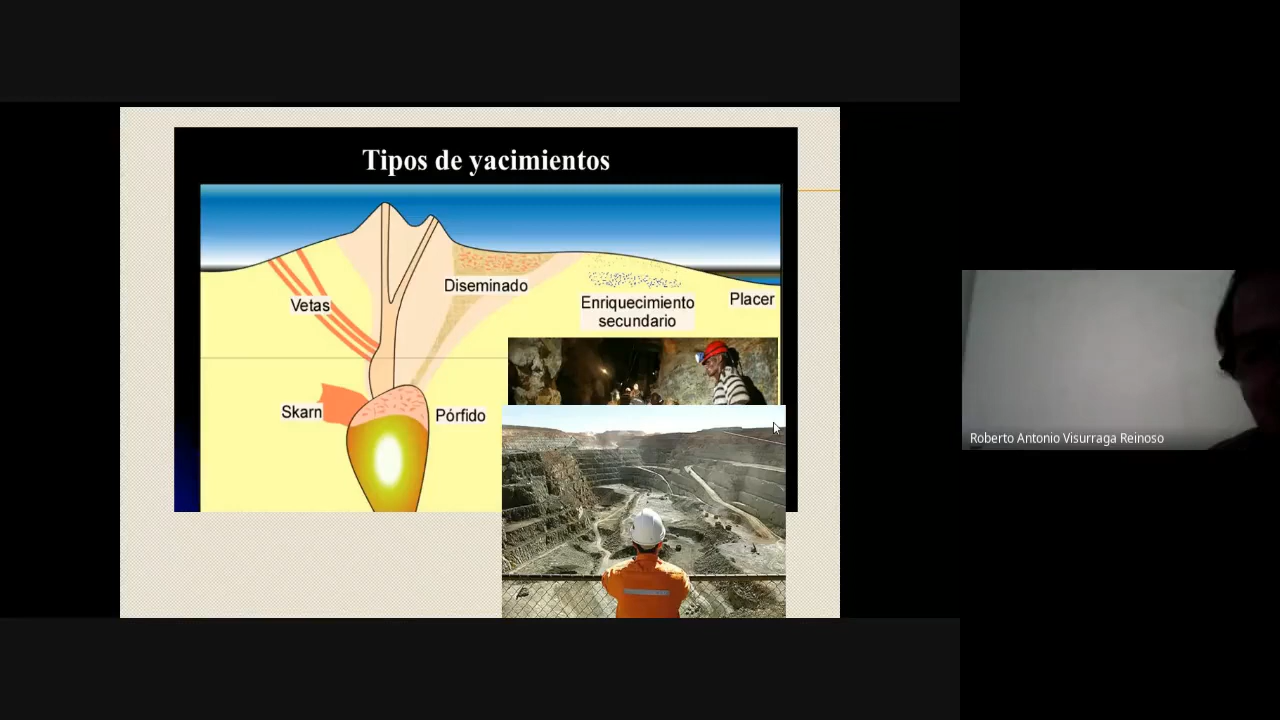 Tipos de yacimientos
Diseminado
Vetas
Enriquecimiento
secundario
Placer
Skarn
Pórfido
Roberto Antonio Visurraga Reinoso